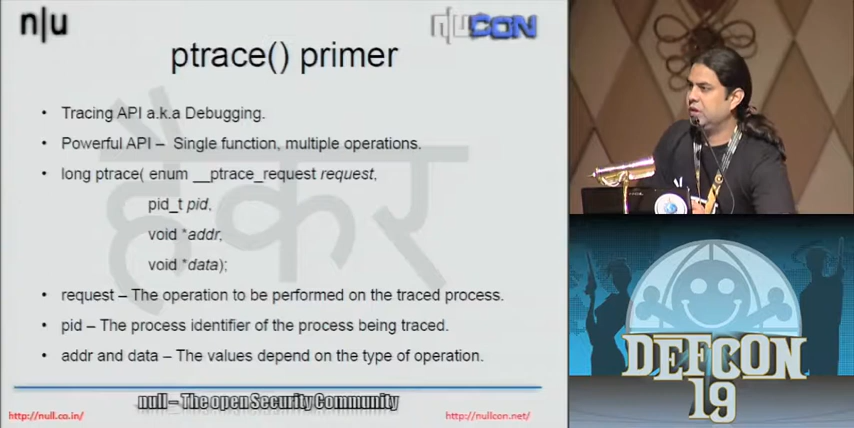 n|u
n|u CON
ptrace() primer
• Tracing API a.k.a Debugging.
• Powerful API – Single function, multiple operations.
• long ptrace( enum __ptrace_request request,
pid_t pid,
void *addr,
void *data);
• request – The operation to be performed on the traced process.
• pid – The process identifier of the process being traced.
• addr and data – The values depend on the type of operation.
हॅकर
null – The open Security Community
http://null.co.in/
http://nullcon.net/
DEFCON
19